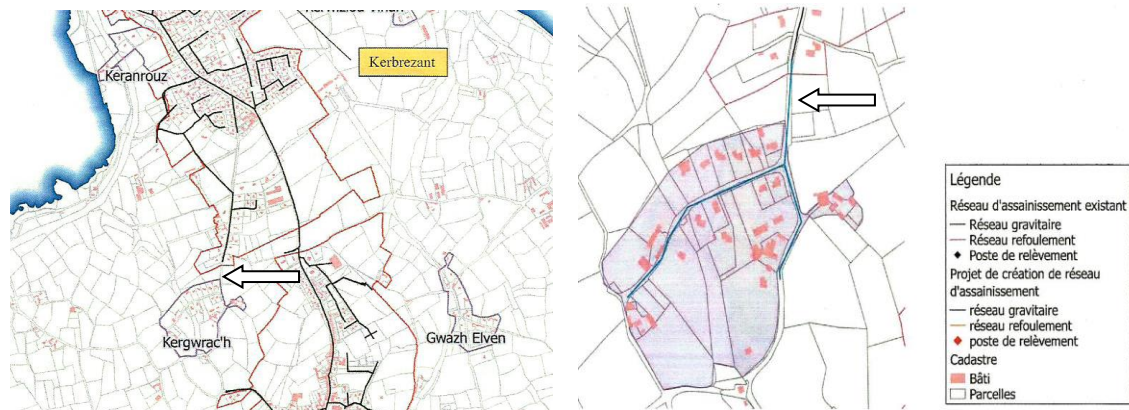 Kerbrezant
Keranrouz
Kergwrac'h
Gwazh Elven
Légende
Réseau d'assainissement existant
Réseau gravitaire
Réseau refoulement
Poste de relèvement
Projet de création de réseau
d'assainissement
réseau gravitaire
réseau refoulement
poste de relèvement
Cadastre
Bâti
Parcelles